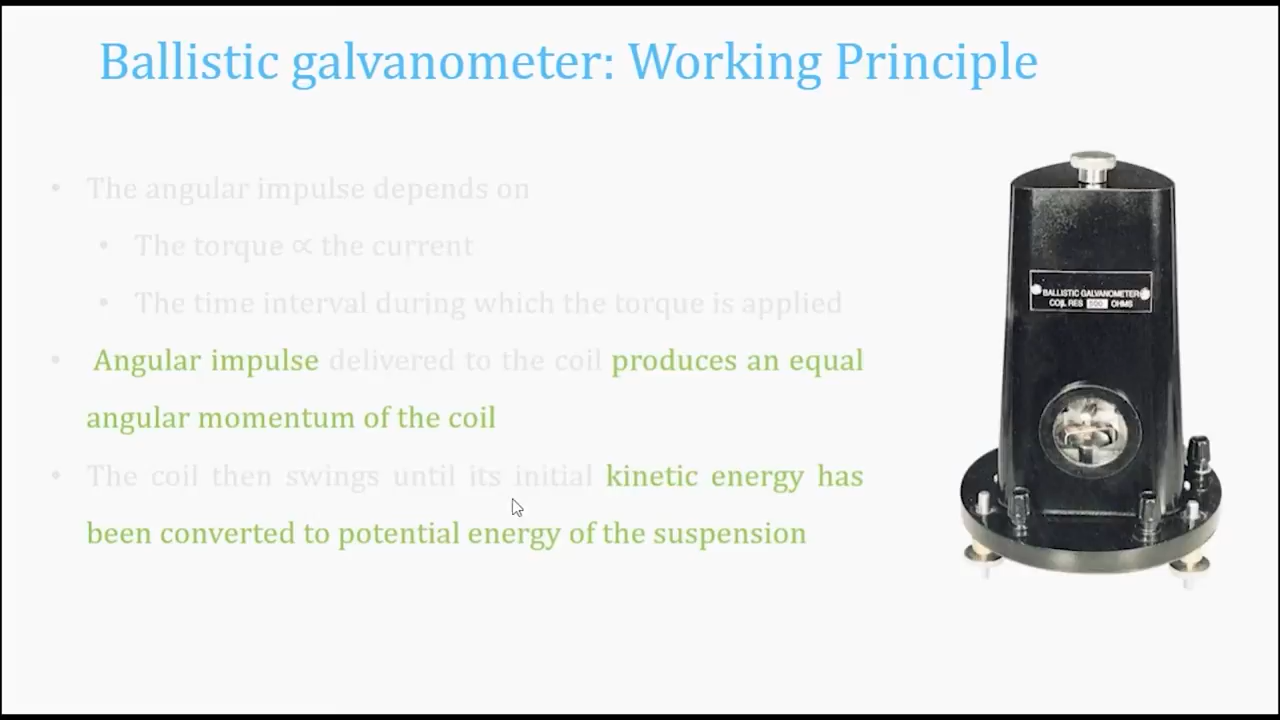 Ballistic galvanometer: Working Principle
• The angular impulse depends on
• The torque ∝ the current
• The time interval during which the torque is applied
• Angular impulse delivered to the coil produces an equal
angular momentum of the coil
• The coil then swings until its initial kinetic energy has
been converted to potential energy of the suspension
BALLISTIC GALVANOMETER
COIL RES 500 OHMS